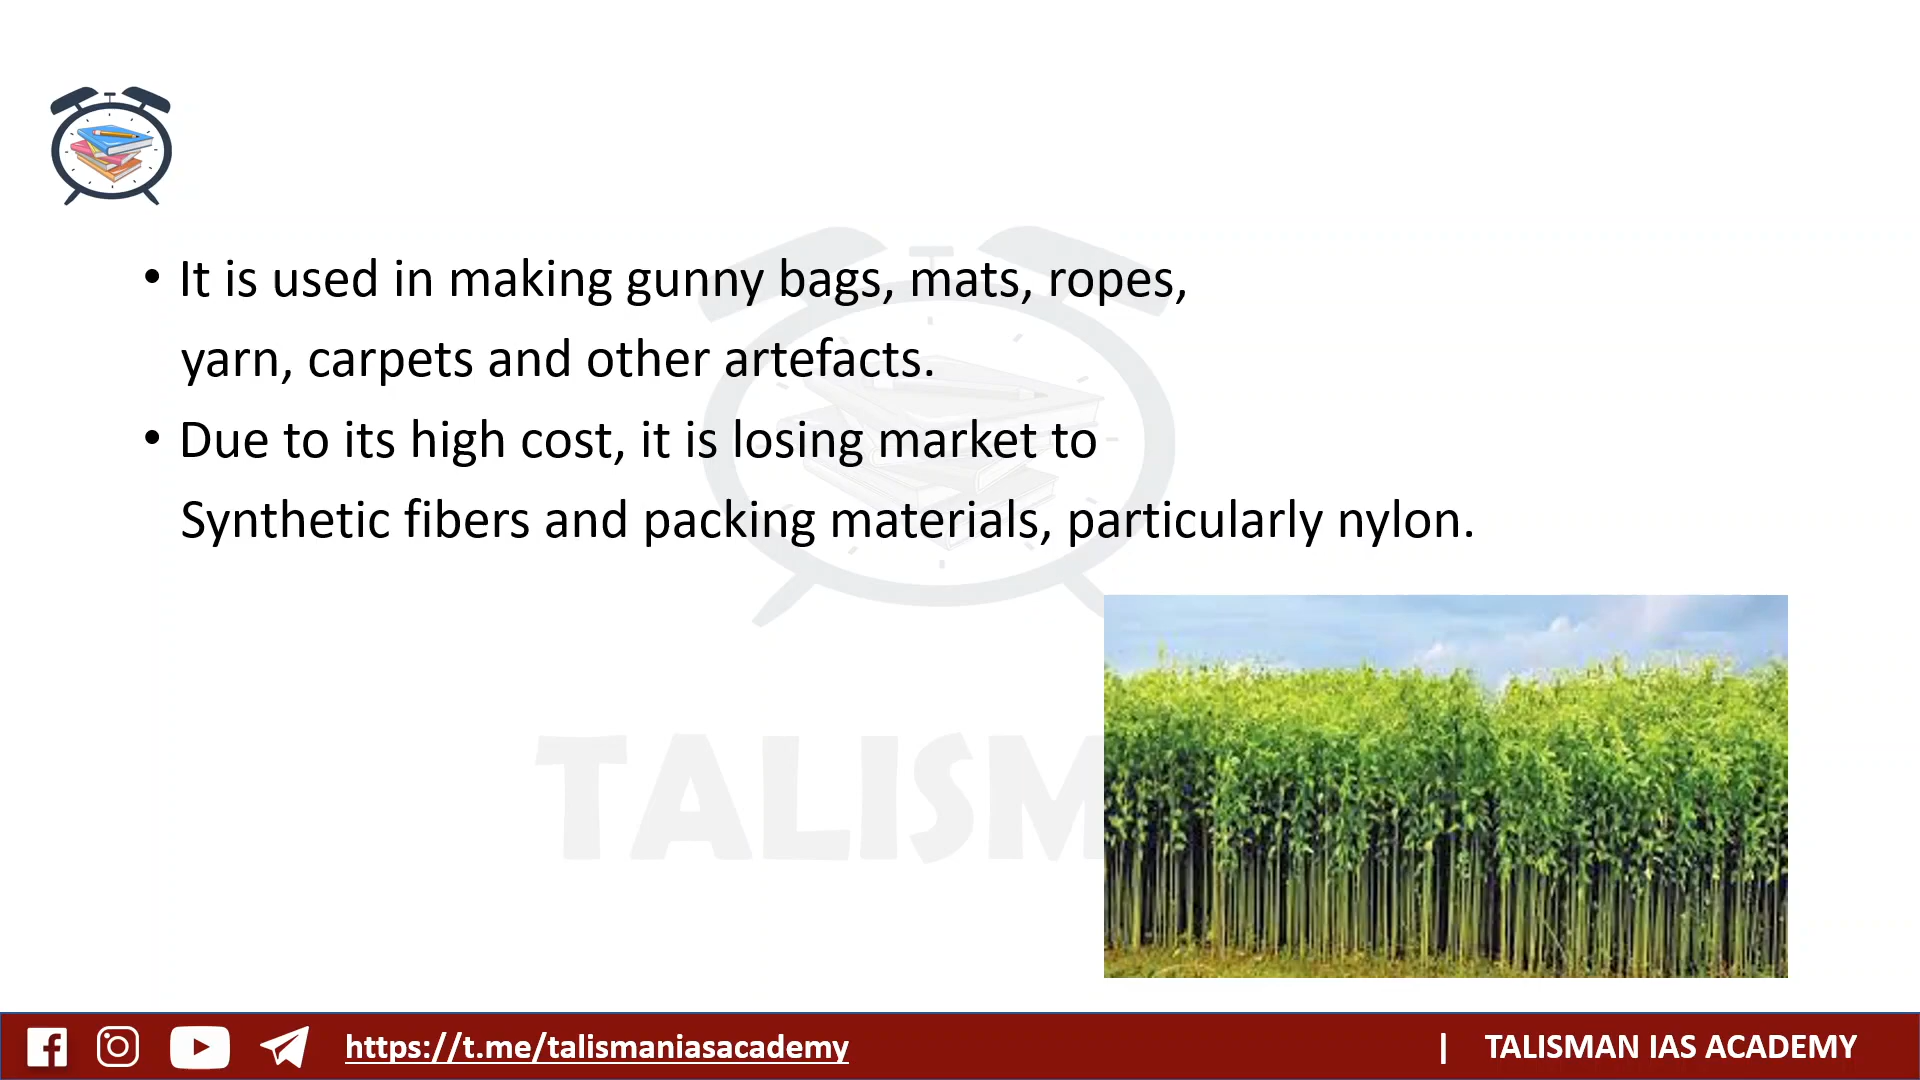 • It is used in making gunny bags, mats, ropes,
yarn, carpets and other artefacts.
• Due to its high cost, it is losing market to
Synthetic fibers and packing materials, particularly nylon.
TALISM
https://t.me/talismaniasacademy | TALISMAN IAS ACADEMY